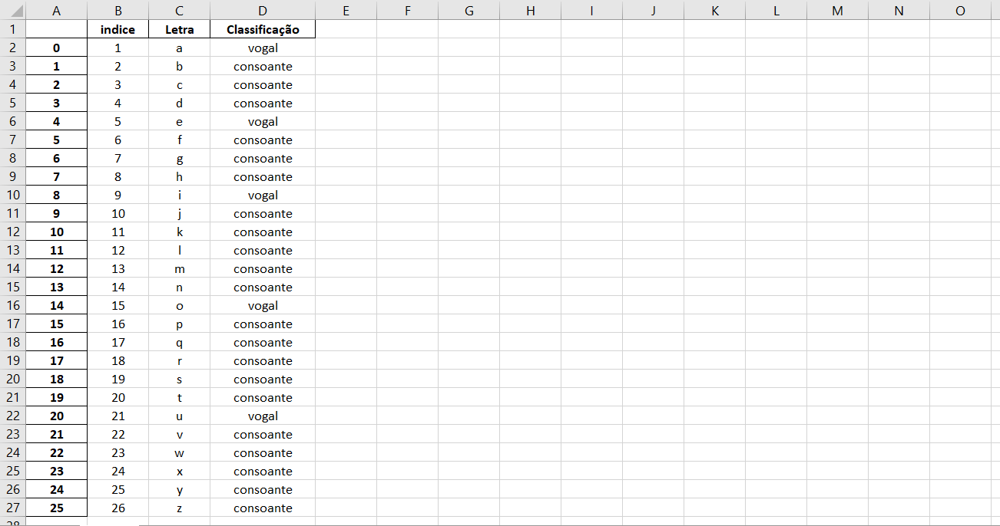 A B C D E F G H I J K L M N O
1 indice Letra Classificação
2 0 1 a vogal
3 1 2 b consoante
4 2 3 c consoante
5 3 4 d consoante
6 4 5 e vogal
7 5 6 f consoante
8 6 7 g consoante
9 7 8 h consoante
10 8 9 i vogal
11 9 10 j consoante
12 10 11 k consoante
13 11 12 l consoante
14 12 13 m consoante
15 13 14 n consoante
16 14 15 o vogal
17 15 16 p consoante
18 16 17 q consoante
19 17 18 r consoante
20 18 19 s consoante
21 19 20 t consoante
22 20 21 u vogal
23 21 22 v consoante
24 22 23 w consoante
25 23 24 x consoante
26 24 25 y consoante
27 25 26 z consoante
28